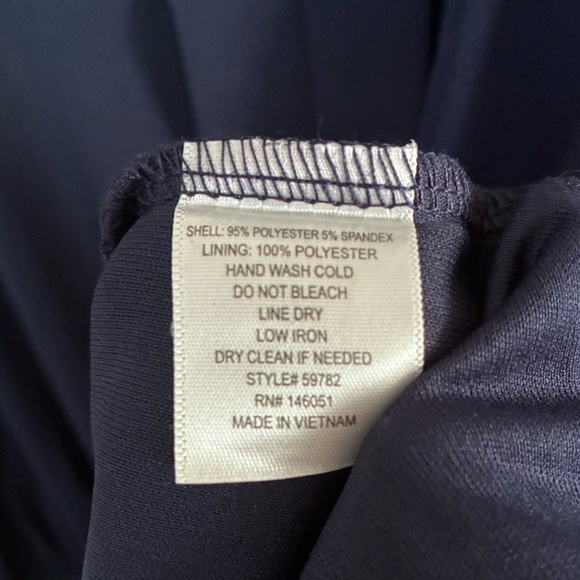 SHELL: 95% POLYESTER 5% SPANDEX
LINING: 100% POLYESTER
HAND WASH COLD
DO NOT BLEACH
LINE DRY
LOW IRON
DRY CLEAN IF NEEDED
STYLE# 59782
RN# 146051
MADE IN VIETNAM